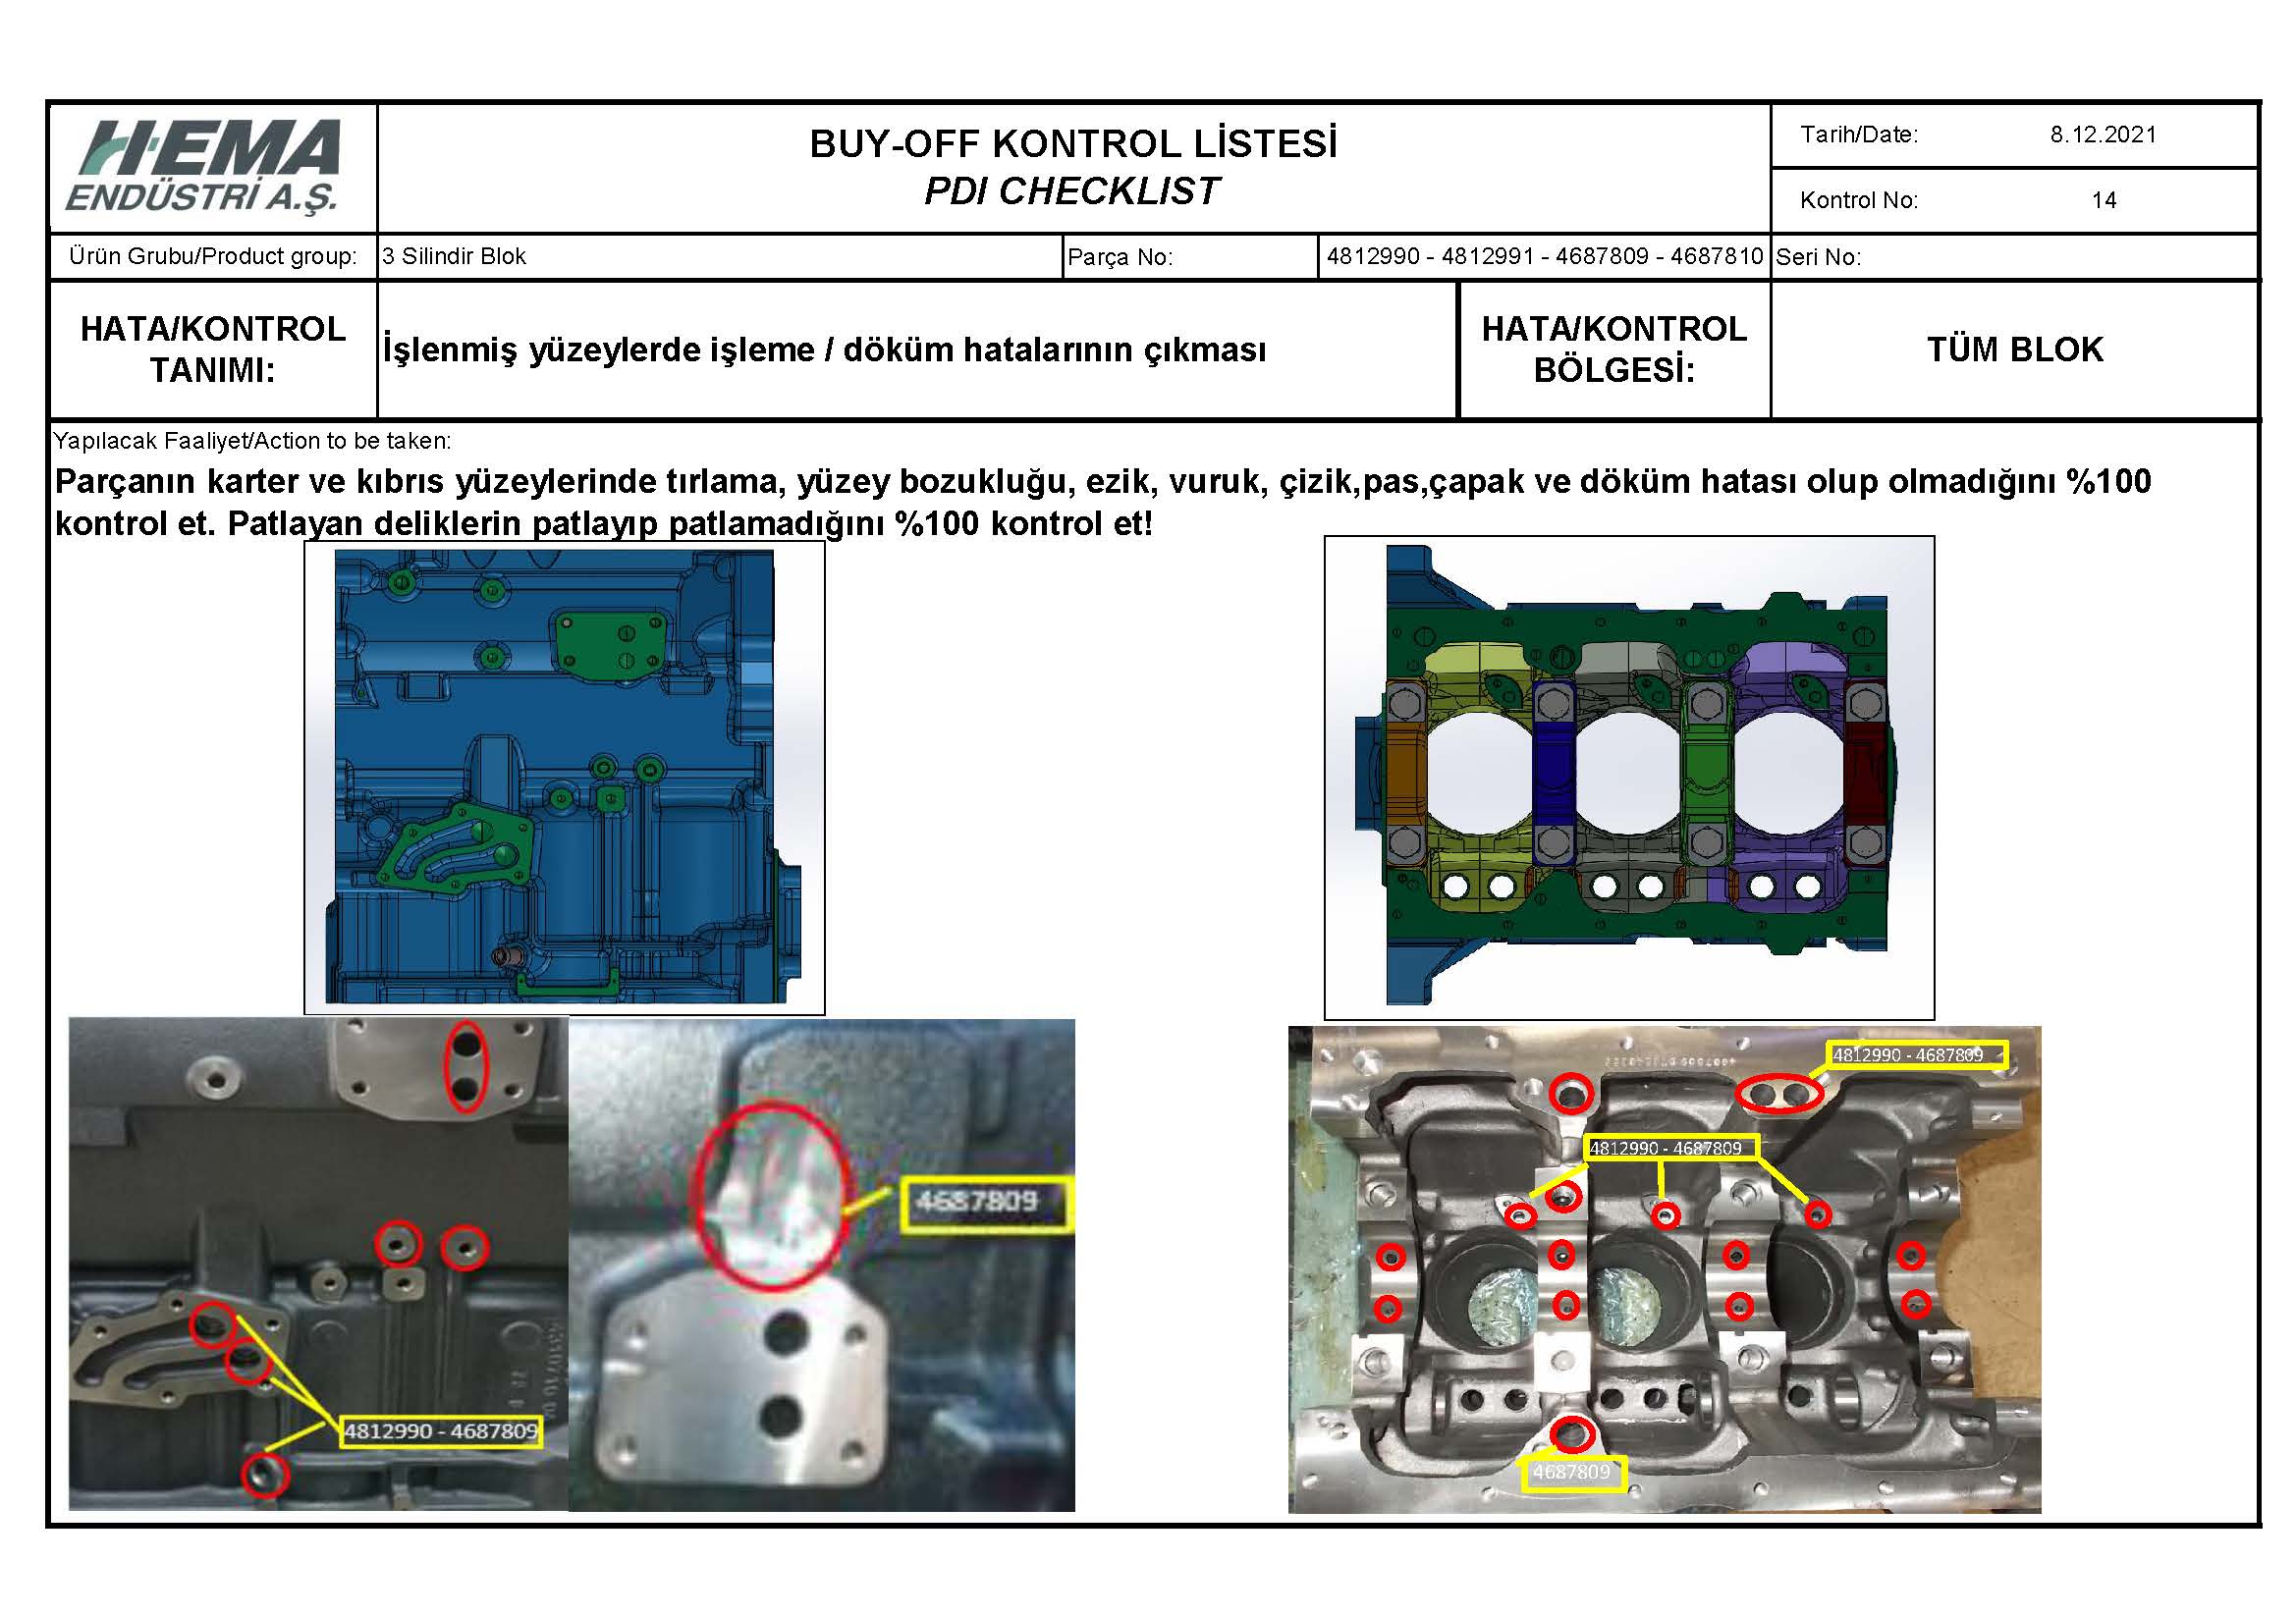 HEMA
ENDÜSTRİ A.Ş.
BUY-OFF KONTROL LİSTESİ
PDI CHECKLIST
Tarih/Date: 8.12.2021
Kontrol No: 14
Ürün Grubu/Product group: 3 Silindir Blok Parça No: 4812990 - 4812991 - 4687809 - 4687810 Seri No:
HATA/KONTROL
TANIMI:
İşlenmiş yüzeylerde işleme / döküm hatalarının çıkması
HATA/KONTROL
BÖLGESİ:
TÜM BLOK
Yapılacak Faaliyet/Action to be taken:
Parçanın karter ve kıbrıs yüzeylerinde tırlama, yüzey bozukluğu, ezik, vuruk, çizik,pas,çapak ve döküm hatası olup olmadığını %100
kontrol et. Patlayan deliklerin patlayıp patlamadığını %100 kontrol et!
4812990 - 4687809
4687809
4812990 - 4687809
4812990 - 4687809
4687809